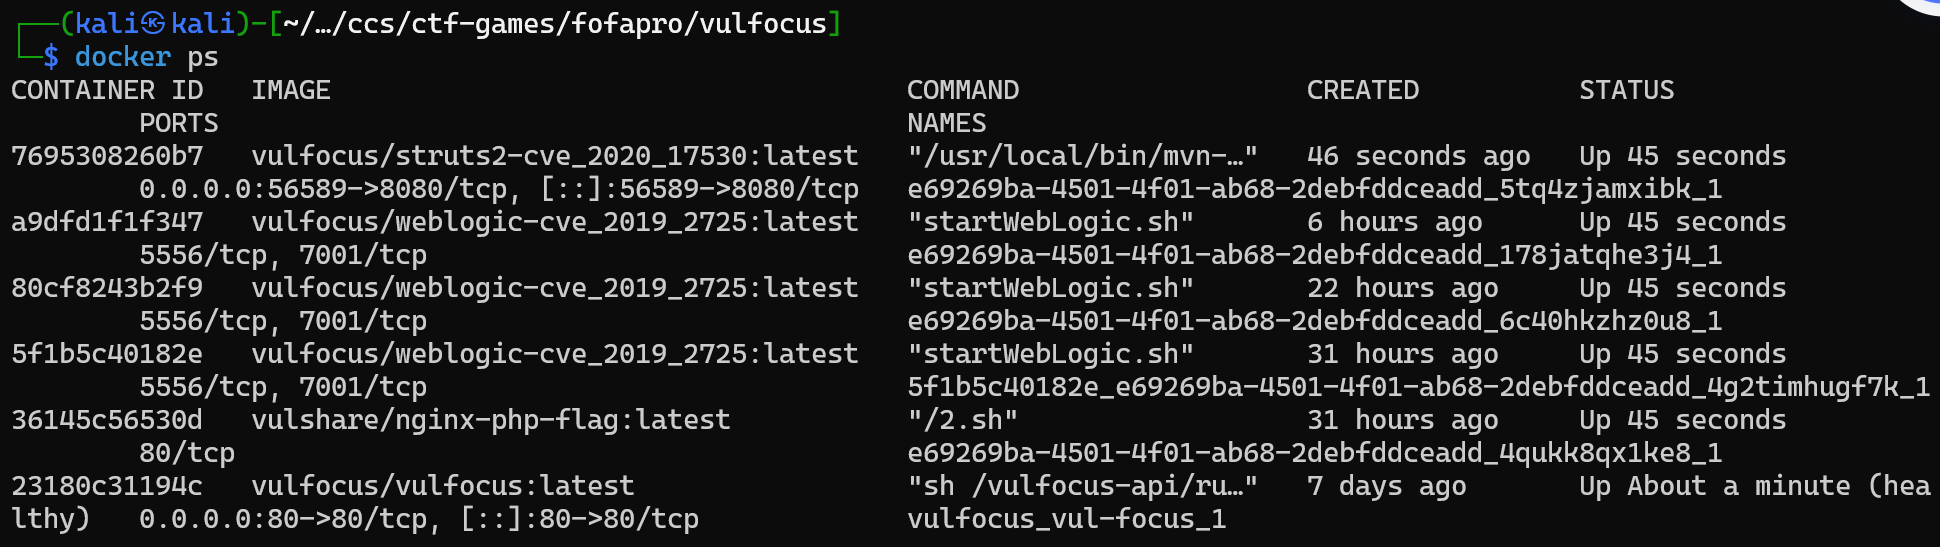 ┌──(kali㉿kali)-[~/…/ccs/ctf-games/fofapro/vulfocus]
└─$ docker ps
CONTAINER ID   IMAGE                                    COMMAND                  CREATED          STATUS
        PORTS                                           NAMES
7695308260b7   vulfocus/struts2-cve_2020_17530:latest   "/usr/local/bin/mvn-…"   46 seconds ago   Up 45 seconds
        0.0.0.0:56589->8080/tcp, [::]:56589->8080/tcp   e69269ba-4501-4f01-ab68-2debfddceadd_5tq4zjamxibk_1
a9dfd1f1f347   vulfocus/weblogic-cve_2019_2725:latest   "startWebLogic.sh"       6 hours ago      Up 45 seconds
        5556/tcp, 7001/tcp                              e69269ba-4501-4f01-ab68-2debfddceadd_178jatqhe3j4_1
80cf8243b2f9   vulfocus/weblogic-cve_2019_2725:latest   "startWebLogic.sh"       22 hours ago     Up 45 seconds
        5556/tcp, 7001/tcp                              e69269ba-4501-4f01-ab68-2debfddceadd_6c40hkzhz0u8_1
5f1b5c40182e   vulfocus/weblogic-cve_2019_2725:latest   "startWebLogic.sh"       31 hours ago     Up 45 seconds
        5556/tcp, 7001/tcp                              5f1b5c40182e_e69269ba-4501-4f01-ab68-2debfddceadd_4g2timhugf7k_1
36145c56530d   vulshare/nginx-php-flag:latest           "/2.sh"                  31 hours ago     Up 45 seconds
        80/tcp                                          e69269ba-4501-4f01-ab68-2debfddceadd_4qukk8qx1ke8_1
23180c31194c   vulfocus/vulfocus:latest                 "sh /vulfocus-api/ru…"   7 days ago       Up About a minute (hea
lthy)   0.0.0.0:80->80/tcp, [::]:80->80/tcp             vulfocus_vul-focus_1